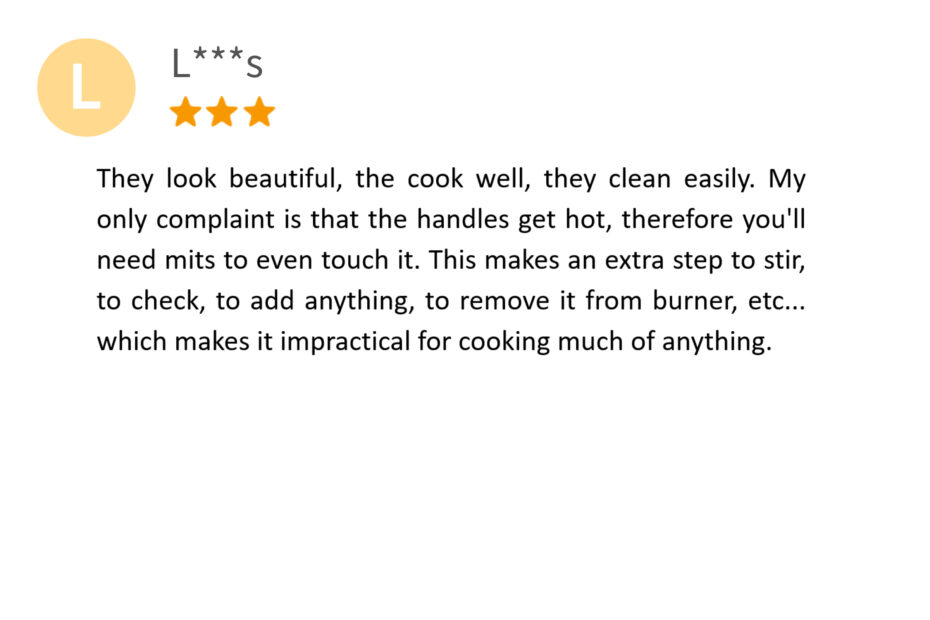 L
L***s
They look beautiful, the cook well, they clean easily. My
only complaint is that the handles get hot, therefore you'll
need mits to even touch it. This makes an extra step to stir,
to check, to add anything, to remove it from burner, etc...
which makes it impractical for cooking much of anything.